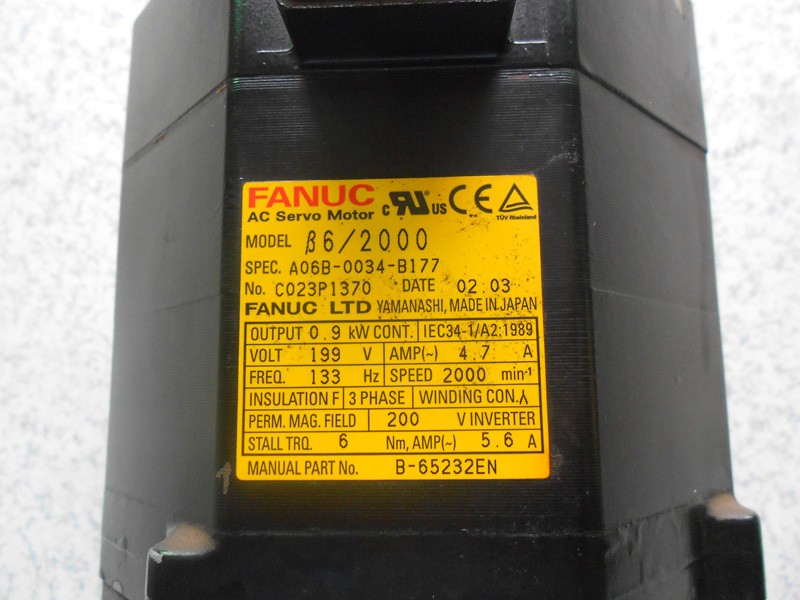 FANUC
AC Servo Motor
c RU US CE TÜV Rheinland
MODEL β6/2000
SPEC. A06B-0034-B177
No. C023P1370 DATE 02.03
FANUC LTD YAMANASHI, MADE IN JAPAN
OUTPUT 0.9 kW CONT. IEC34-1/A2:1989
VOLT 199 V AMP(~) 4.7 A
FREQ. 133 Hz SPEED 2000 min-1
INSULATION F 3 PHASE WINDING CON. Y
PERM. MAG. FIELD 200 V INVERTER
STALL TRQ. 6 Nm, AMP(~) 5.6 A
MANUAL PART No. B-65232EN